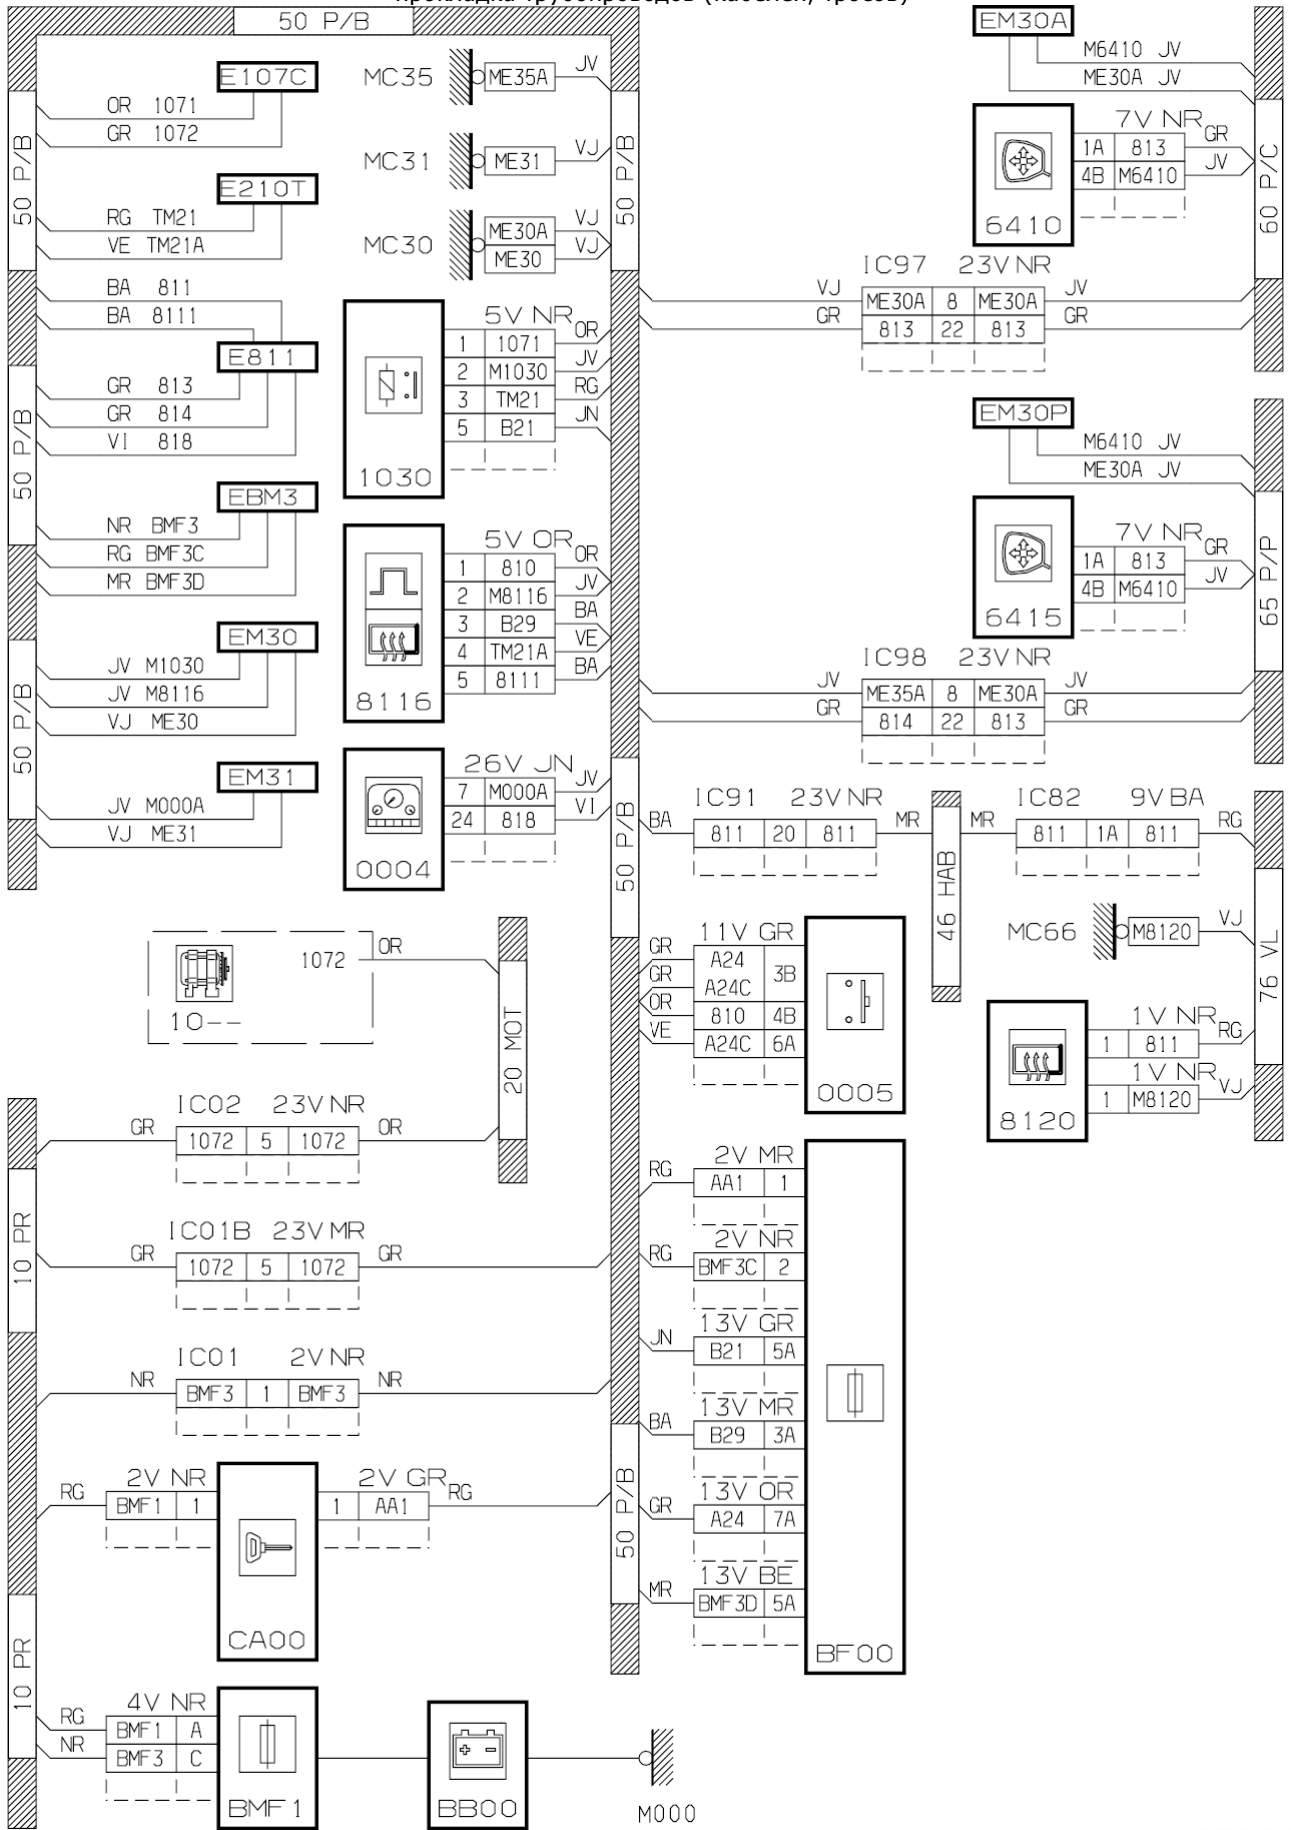 прокладка трубопроводов (кабелей, тросов)
50 P/B
E107C
OR 1071
GR 1072
50 P/B
E210T
RG TM21
VE TM21A
BA 811
BA 8111
E811
GR 813
GR 814
VI 818
50 P/B
EBM3
NR BMF3
RG BMF3C
MR BMF3D
EM30
JV M1030
JV M8116
VJ ME30
50 P/B
EM31
JV M000A
VJ ME31
MC35 ME35A JV
MC31 ME31 VJ
MC30 ME30A VJ
ME30 VJ
50 P/B
5V NR
1 1071 OR
2 M1030 JV
3 TM21 RG
5 B21 JN
1030
5V OR
1 810 OR
2 M8116 JV
3 B29 BA
4 TM21A VE
5 8111 BA
8116
26V JN
7 M000A JV
24 818 VI
0004
50 P/B
EM30A
M6410 JV
ME30A JV
7V NR
1A 813 GR
4B M6410 JV
6410
60 P/C
IC97 23V NR
VJ ME30A 8 ME30A JV
GR 813 22 813 GR
EM30P
M6410 JV
ME30A JV
7V NR
1A 813 GR
4B M6410 JV
6415
65 P/P
IC98 23V NR
JV ME35A 8 ME30A JV
GR 814 22 813 GR
IC91 23V NR
BA 811 20 811 MR
46 HAB
IC82 9V BA
MR 811 1A 811 RG
MC66 M8120 VJ
76 VL
1V NR
1 811 RG
1V NR
1 M8120 VJ
8120
11V GR
GR A24 3B
GR A24C
OR 810 4B
VE A24C 6A
0005
1072 OR
10--
20 MOT
IC02 23V NR
GR 1072 5 1072 OR
10 PR
IC01B 23V MR
GR 1072 5 1072 GR
IC01 2V NR
NR BMF3 1 BMF3 NR
2V NR
RG BMF1 1
CA00
2V GR
1 AA1 RG
50 P/B
2V MR
RG AA1 1
2V NR
RG BMF3C 2
13V GR
JN B21 5A
13V MR
BA B29 3A
13V OR
GR A24 7A
13V BE
MR BMF3D 5A
BF00
10 PR
4V NR
RG BMF1 A
NR BMF3 C
BMF1
+ -
BB00
M000